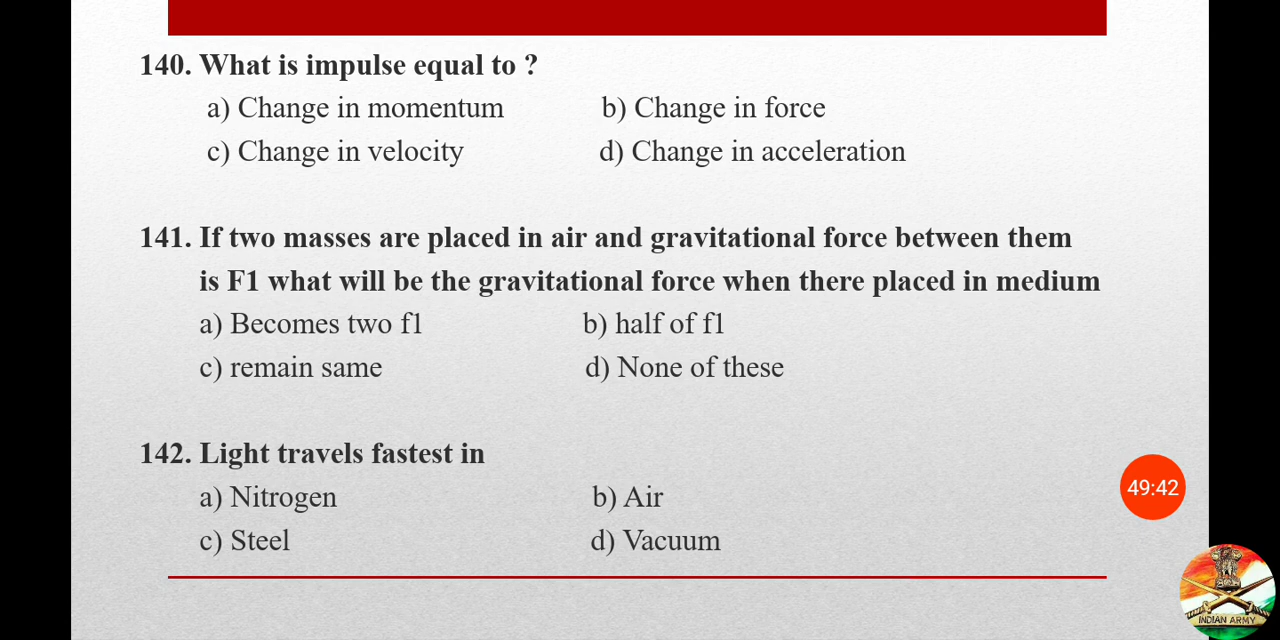 140. What is impulse equal to ?
a) Change in momentum b) Change in force
c) Change in velocity d) Change in acceleration
141. If two masses are placed in air and gravitational force between them
is F1 what will be the gravitational force when there placed in medium
a) Becomes two f1 b) half of f1
c) remain same d) None of these
142. Light travels fastest in
a) Nitrogen b) Air
c) Steel d) Vacuum
49:42
INDIAN ARMY